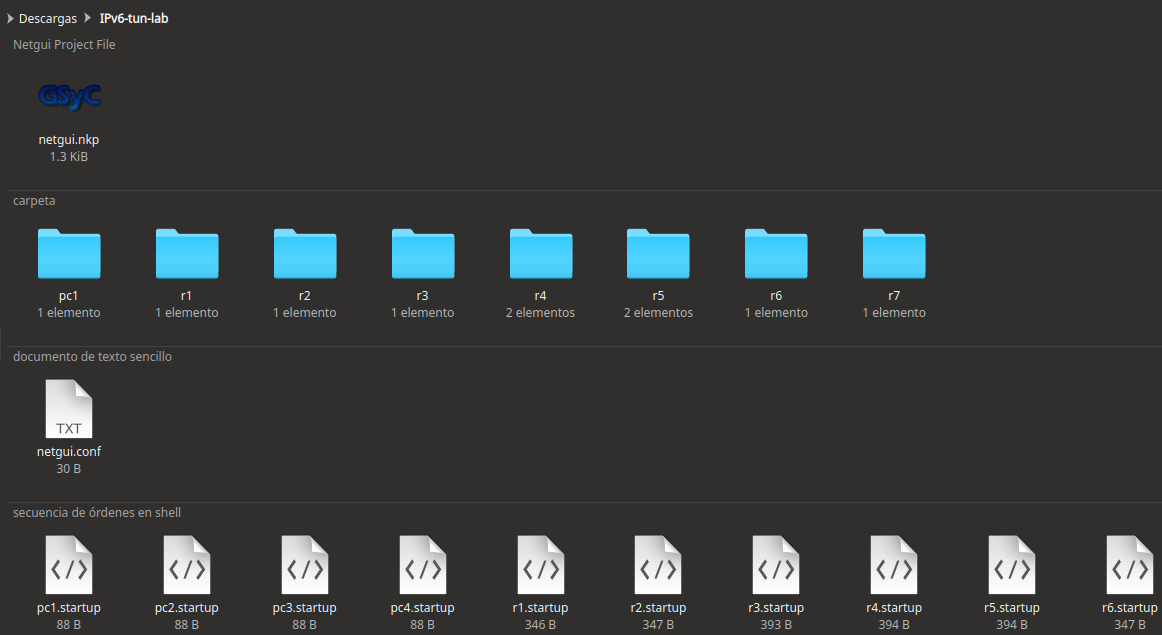 Descargas IPv6-tun-lab
Netgui Project File
GSyC
netgui.nkp
1.3 KiB
carpeta
pc1 r1 r2 r3 r4 r5 r6 r7
1 elemento 1 elemento 1 elemento 1 elemento 2 elementos 2 elementos 1 elemento 1 elemento
documento de texto sencillo
TXT
netgui.conf
30 B
secuencia de órdenes en shell
</> </> </> </> </> </> </> </> </> </>
pc1.startup pc2.startup pc3.startup pc4.startup r1.startup r2.startup r3.startup r4.startup r5.startup r6.startup
88 B 88 B 88 B 88 B 346 B 347 B 393 B 394 B 394 B 347 B